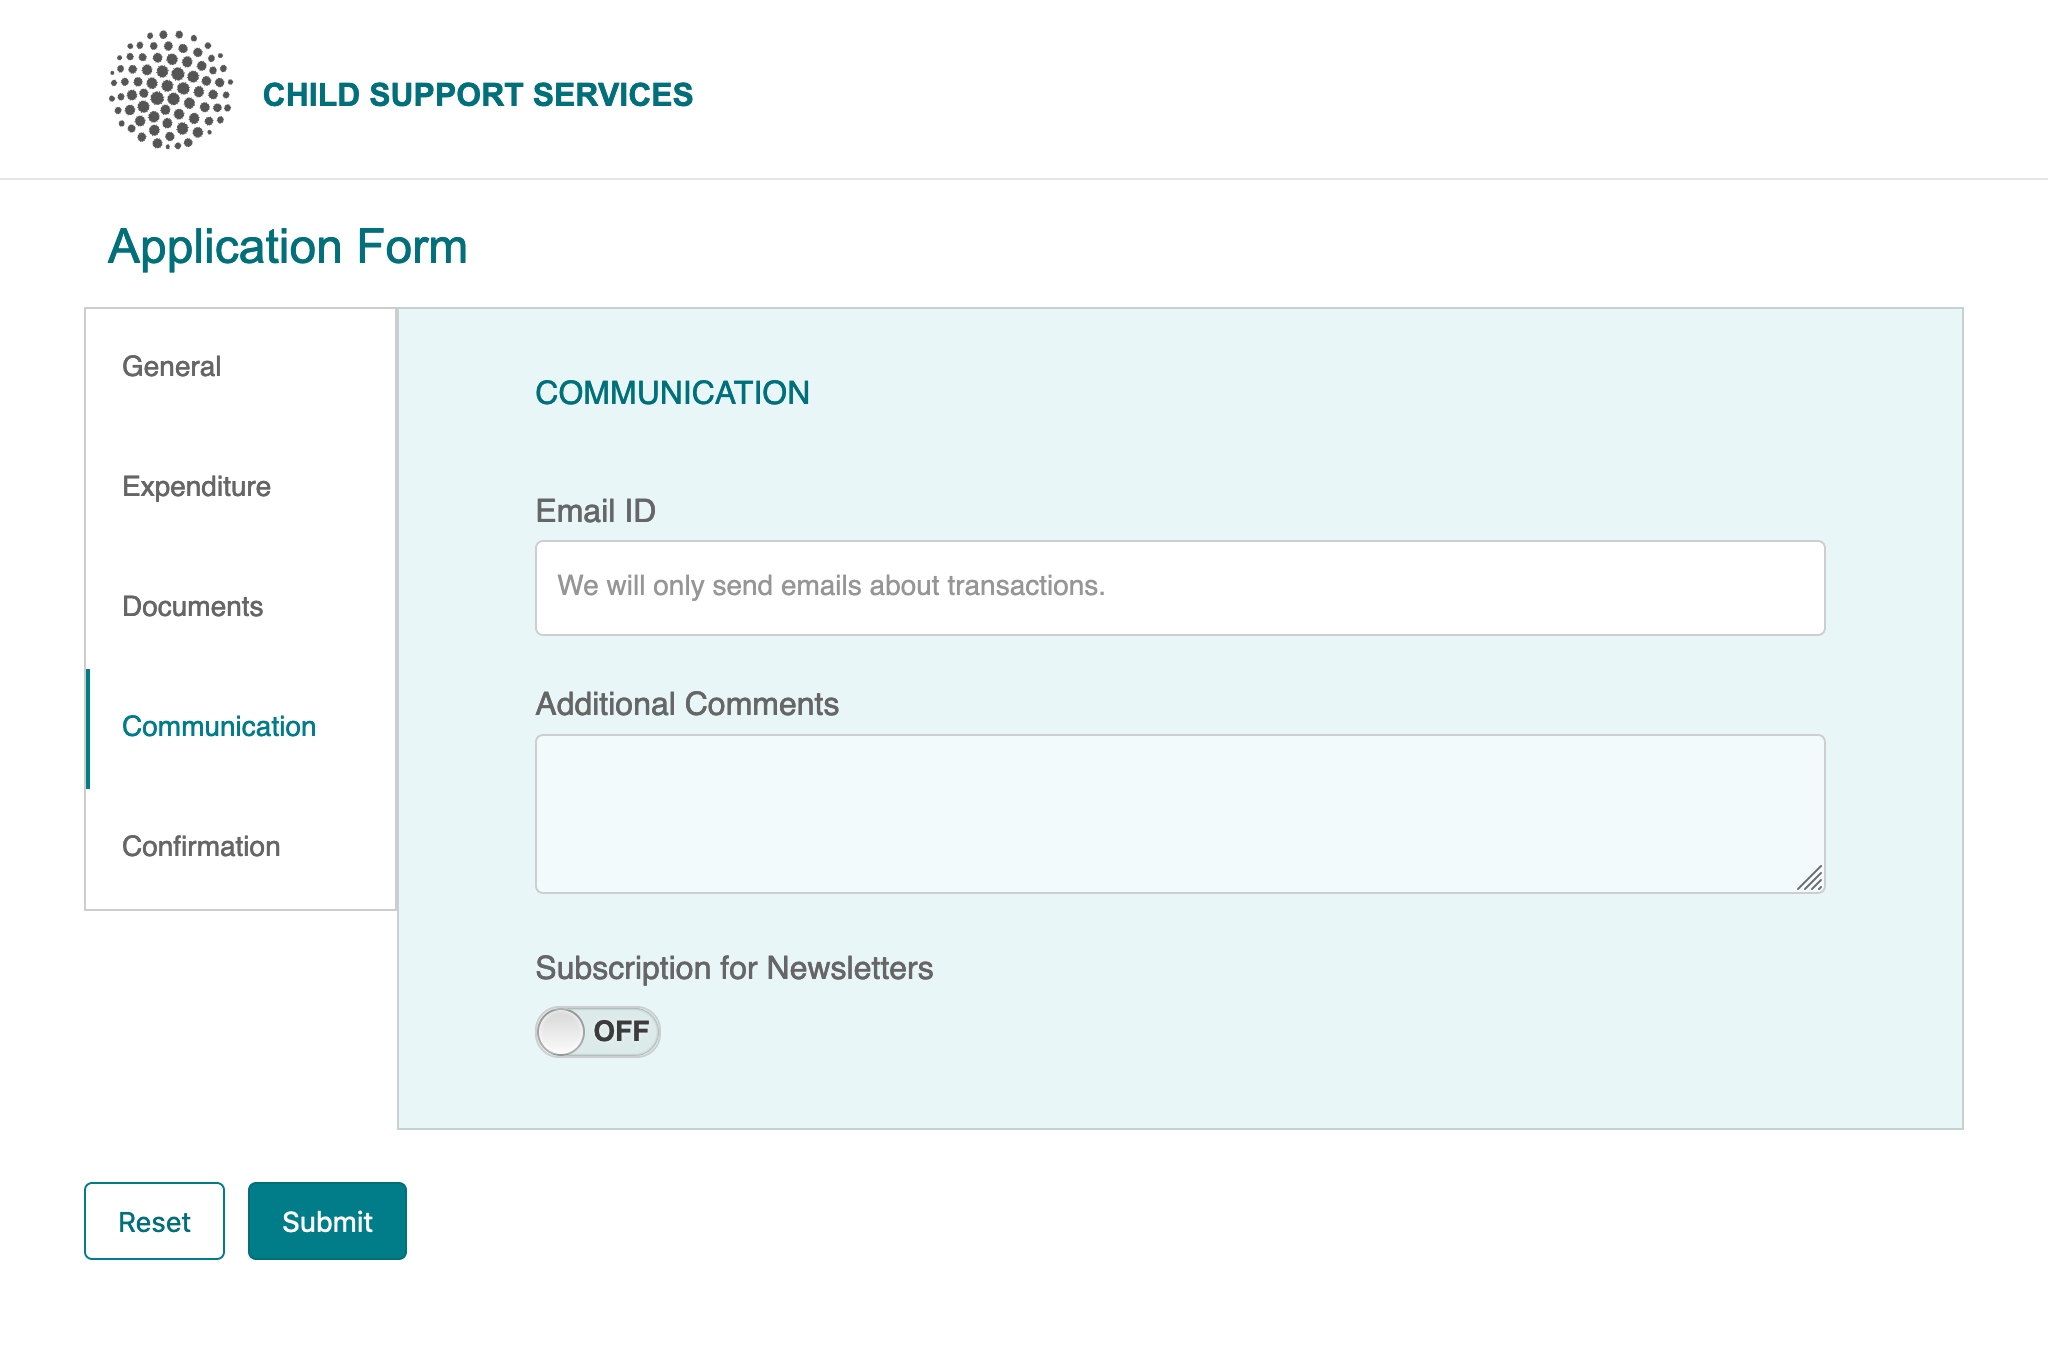 CHILD SUPPORT SERVICES
Application Form
General
Expenditure
Documents
Communication
Confirmation
COMMUNICATION
Email ID
We will only send emails about transactions.
Additional Comments
Subscription for Newsletters
OFF
Reset
Submit